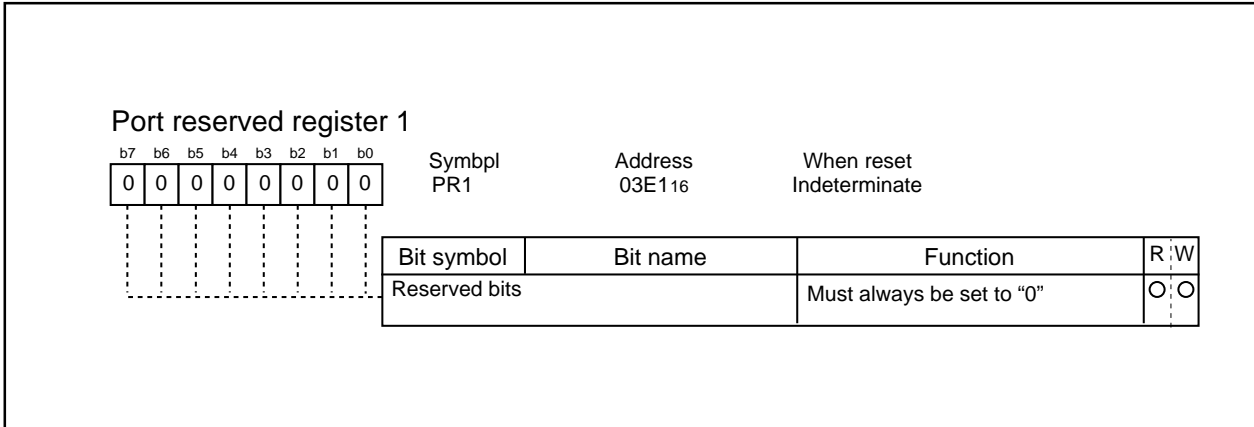 Port reserved register 1
b7 b6 b5 b4 b3 b2 b1 b0
0 0 0 0 0 0 0 0
Symbpl Address When reset
PR1 03E116 Indeterminate
Bit symbol Bit name Function R W
Reserved bits Must always be set to “0” O O